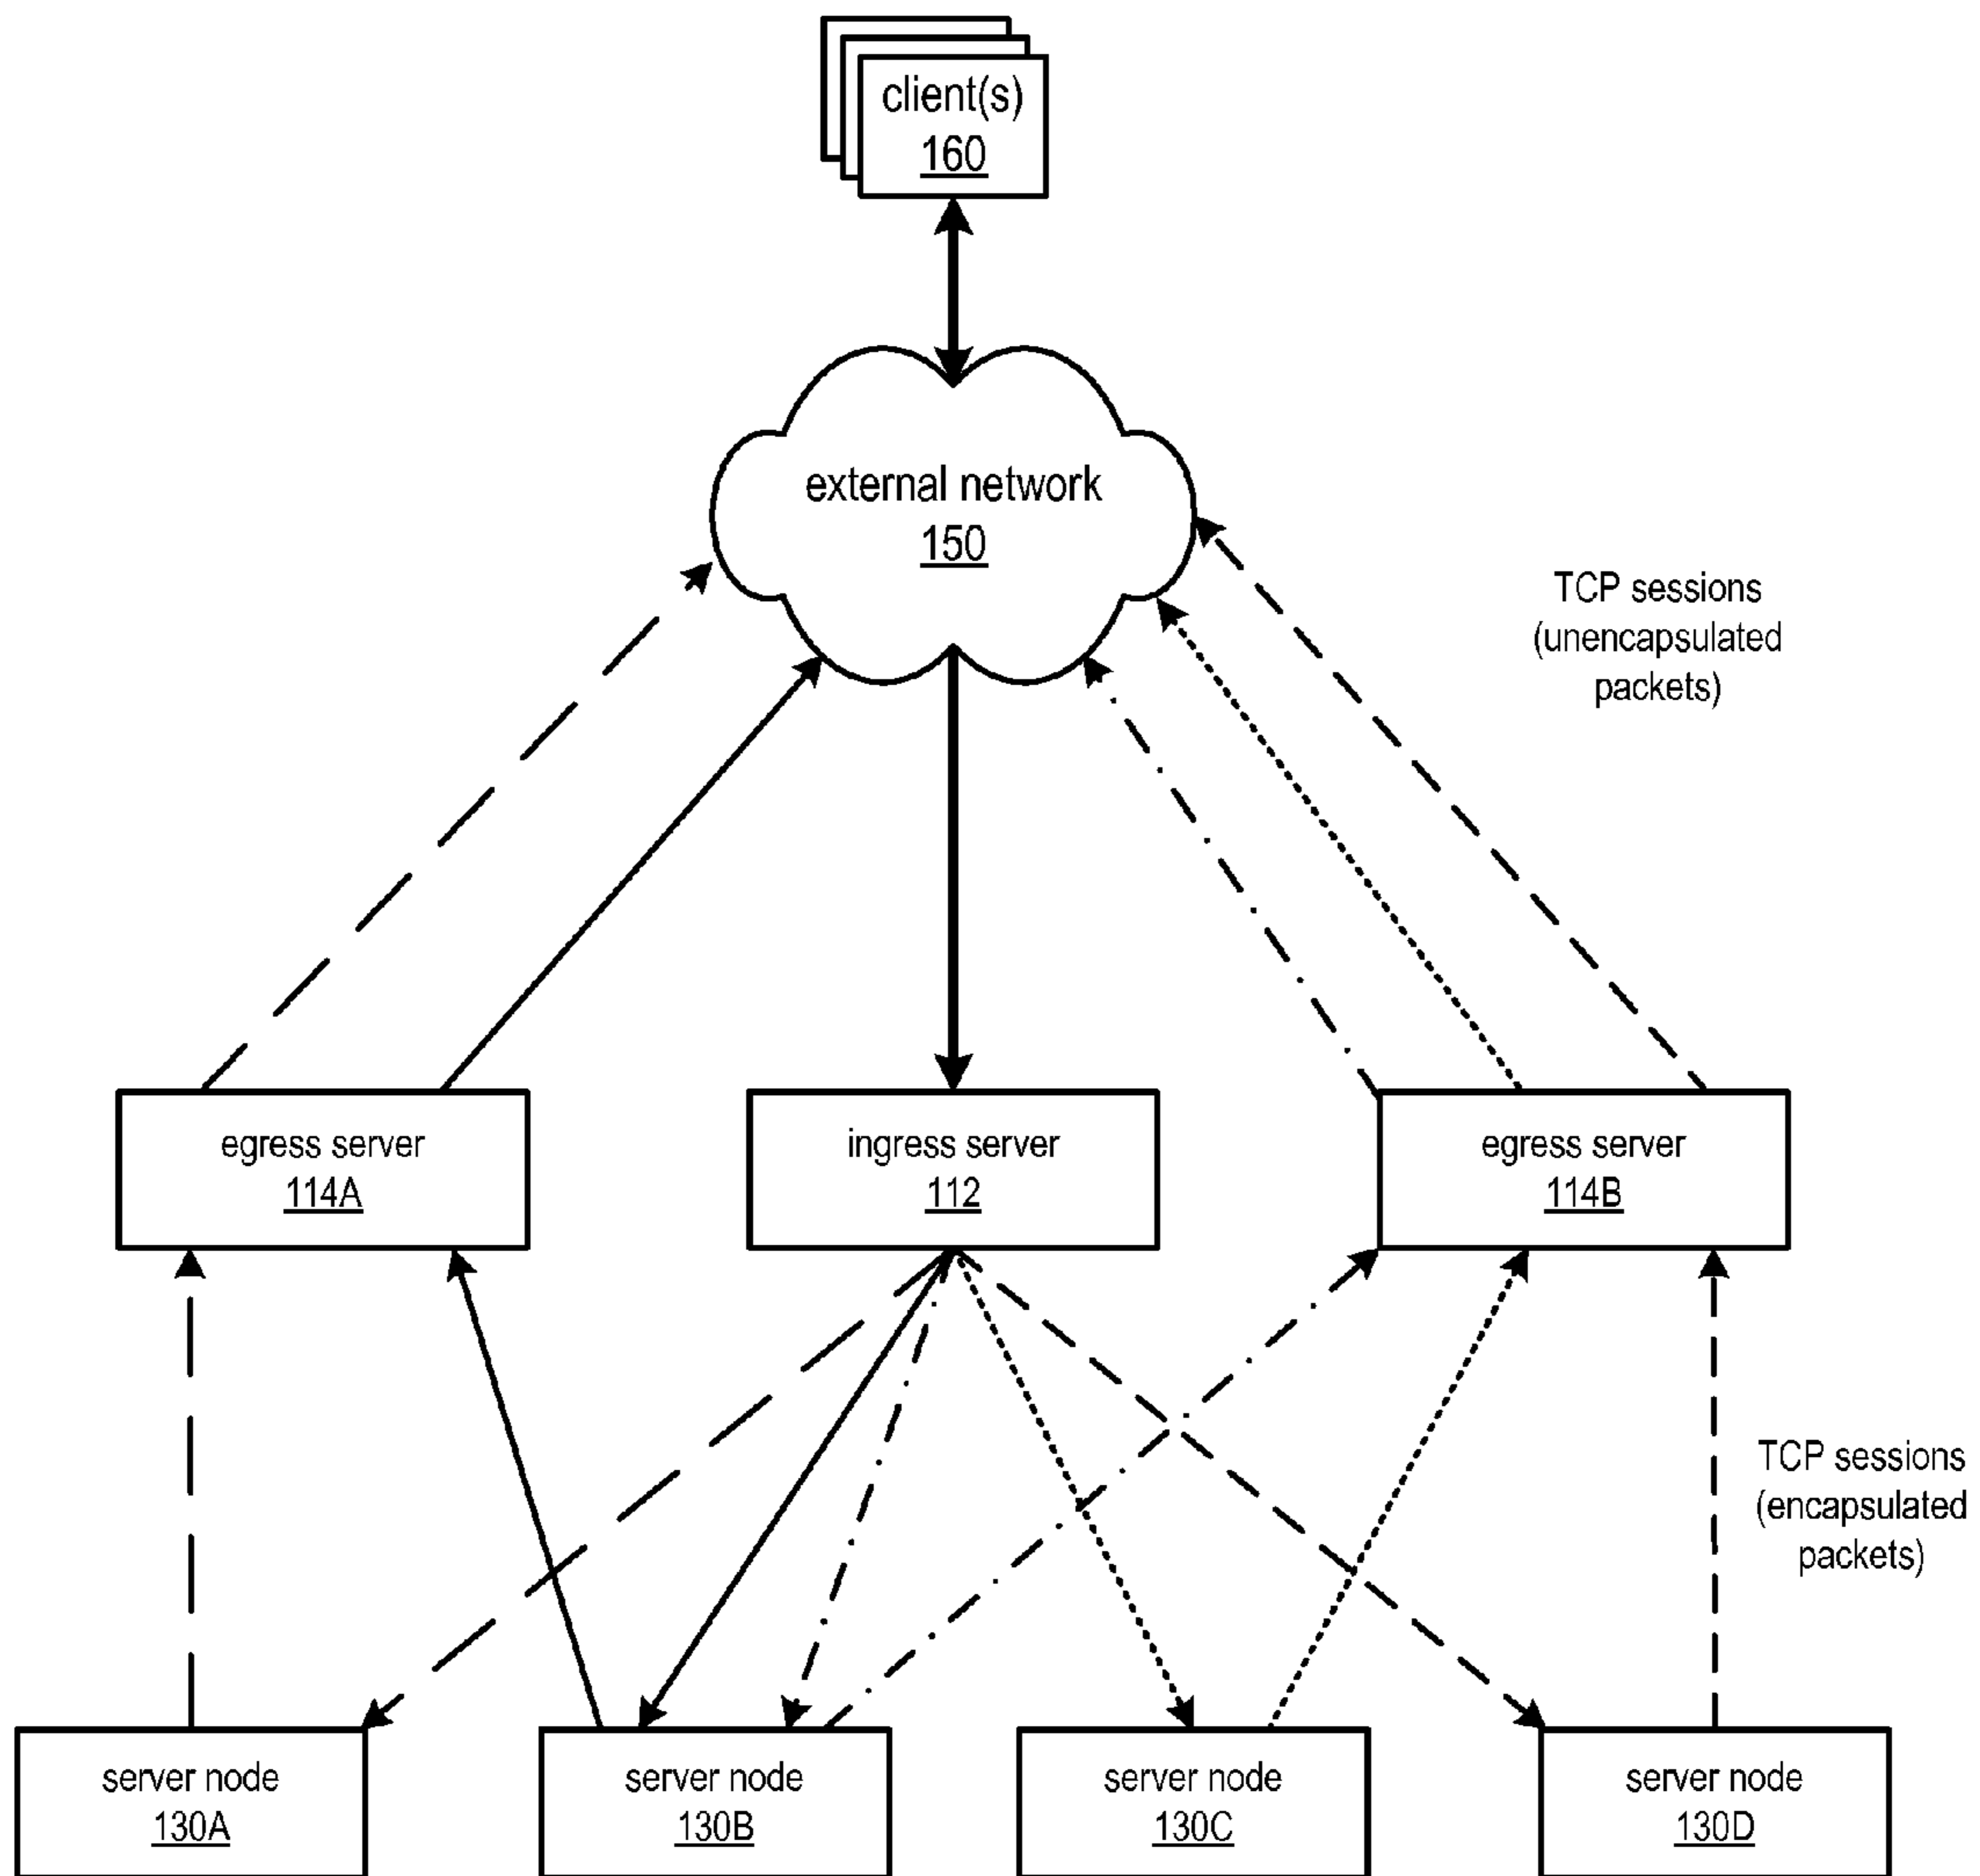 client(s)
160
external network
150
TCP sessions
(unencapsulated
packets)
egress server
114A
ingress server
112
egress server
114B
TCP sessions
(encapsulated
packets)
server node
130A
server node
130B
server node
130C
server node
130D